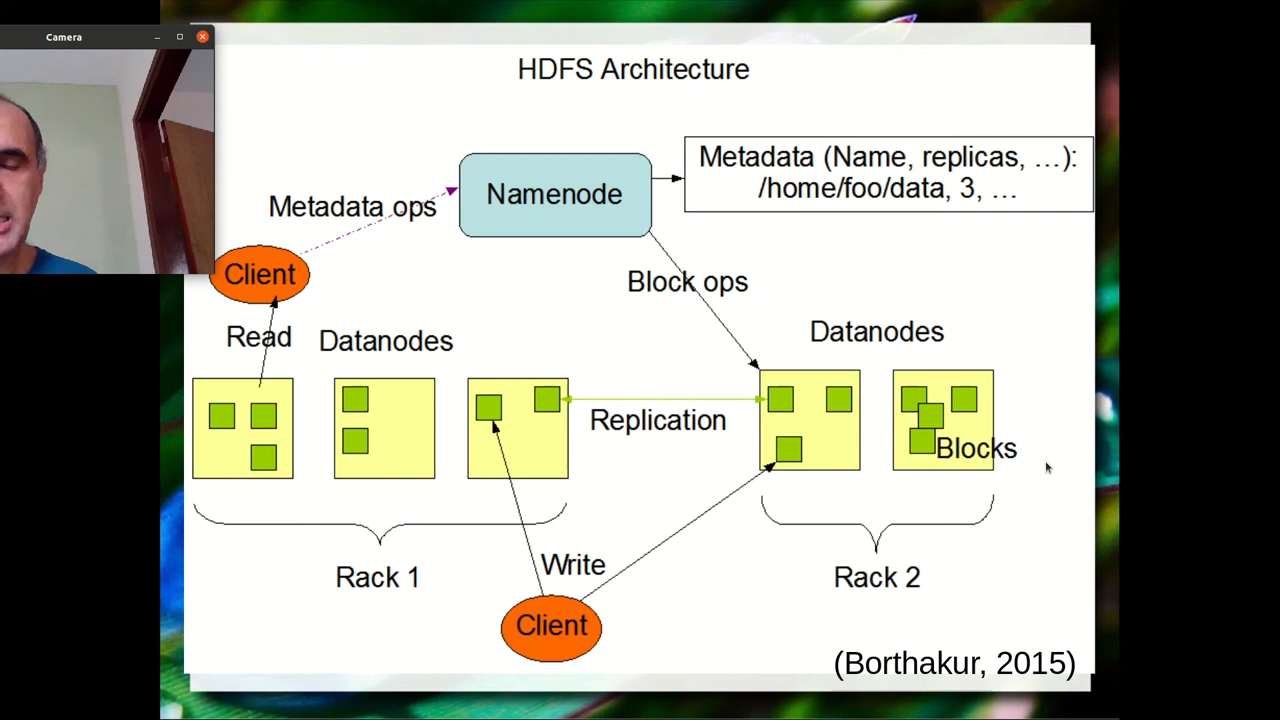 Camera
HDFS Architecture
Metadata (Name, replicas, …):
/home/foo/data, 3, …
Namenode
Metadata ops
Client
Block ops
Read
Datanodes
Datanodes
Replication
Blocks
Write
Rack 1
Rack 2
Client
(Borthakur, 2015)